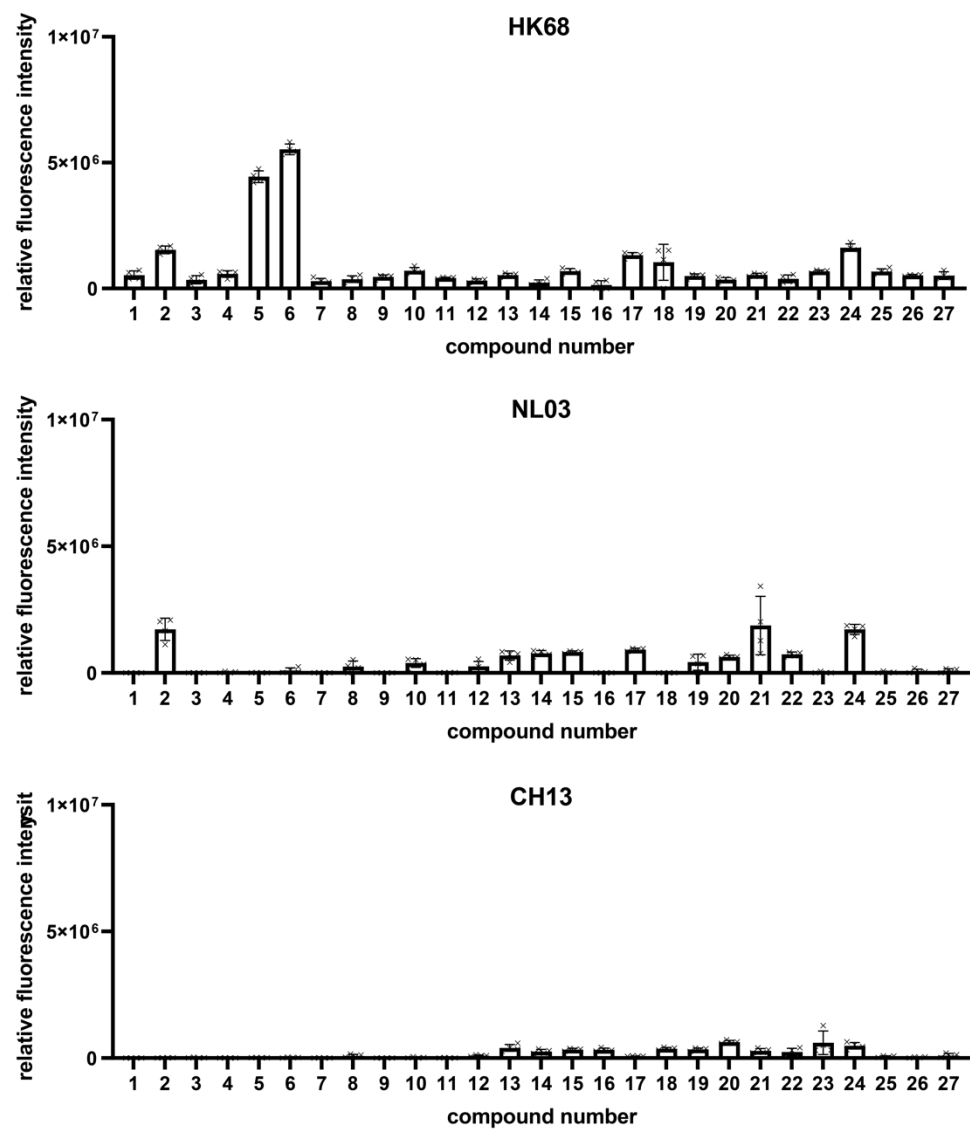 HK68
relative fluorescence intensity
1×10⁷
5×10⁶
0
1 2 3 4 5 6 7 8 9 10 11 12 13 14 15 16 17 18 19 20 21 22 23 24 25 26 27
compound number
NL03
relative fluorescence intensity
1×10⁷
5×10⁶
0
1 2 3 4 5 6 7 8 9 10 11 12 13 14 15 16 17 18 19 20 21 22 23 24 25 26 27
compound number
CH13
relative fluorescence intensity
1×10⁷
5×10⁶
0
1 2 3 4 5 6 7 8 9 10 11 12 13 14 15 16 17 18 19 20 21 22 23 24 25 26 27
compound number